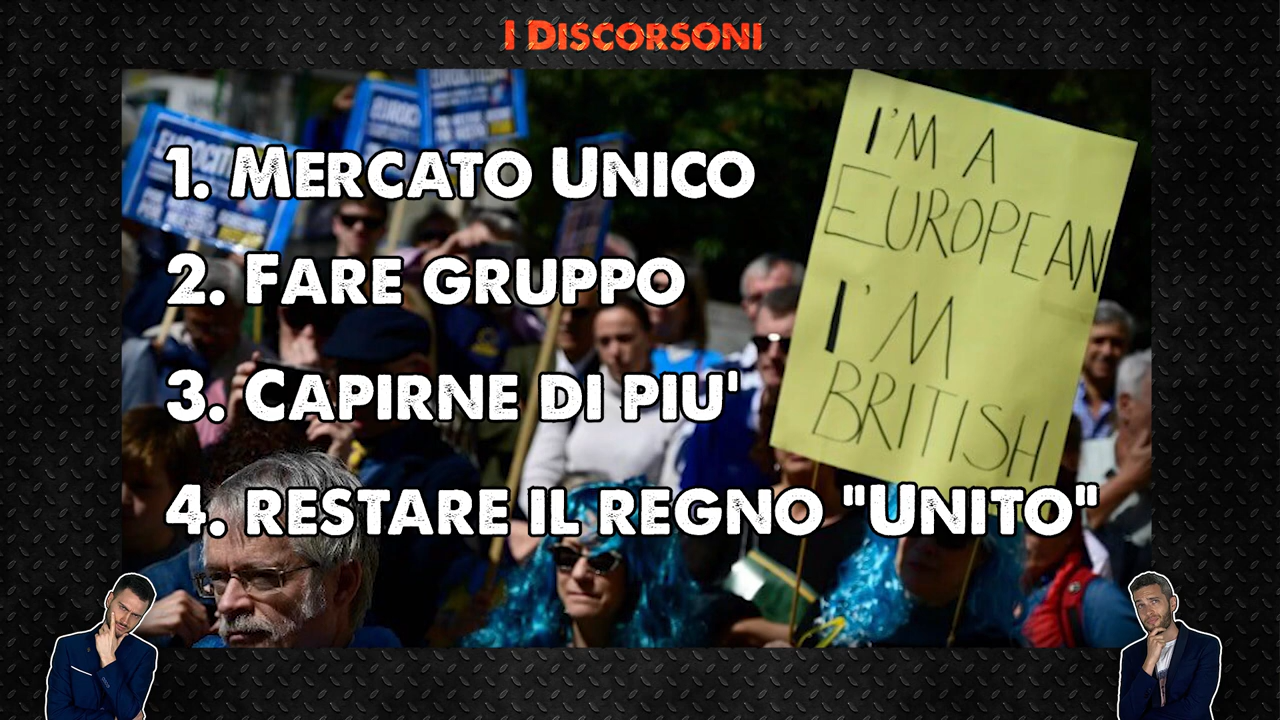 I DISCORSONI
1. MERCATO UNICO
2. FARE GRUPPO
3. CAPIRNE DI PIU'
4. RESTARE IL REGNO "UNITO"
I'M A
EUROPEAN
I'M
BRITISH